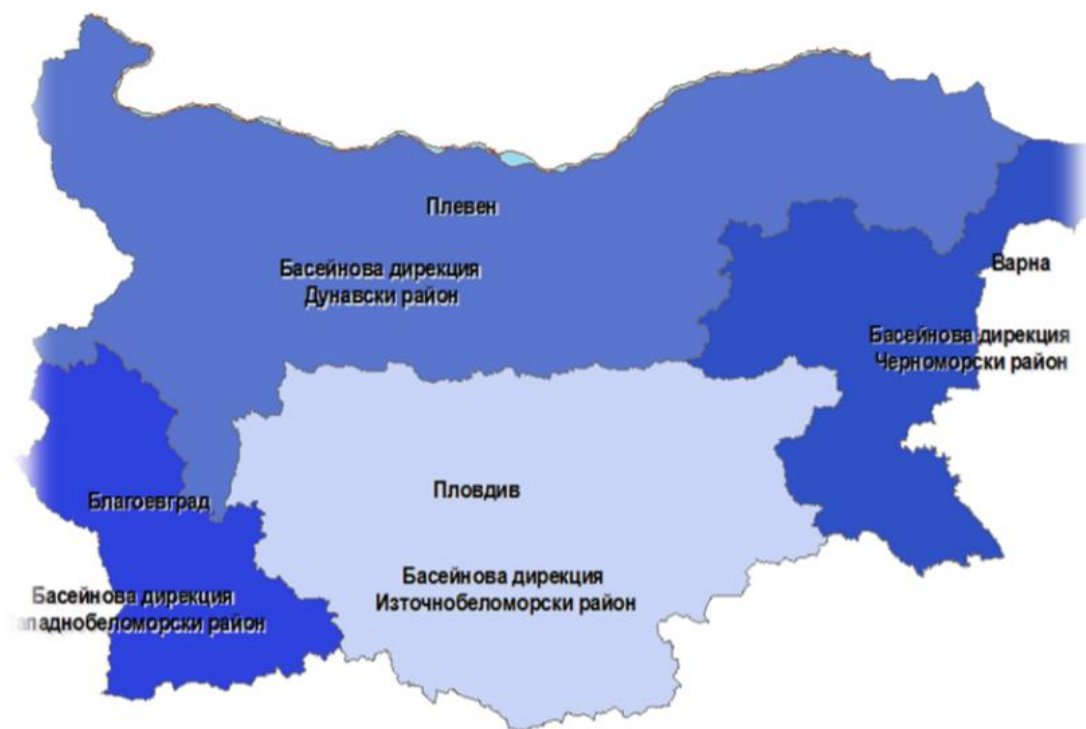 Плевен
Басейнова дирекция
Дунавски район
Варна
Басейнова дирекция
Черноморски район
Благоевград
Пловдив
Басейнова дирекция
Източнобеломорски район
Басейнова дирекция
ападнобеломорски район